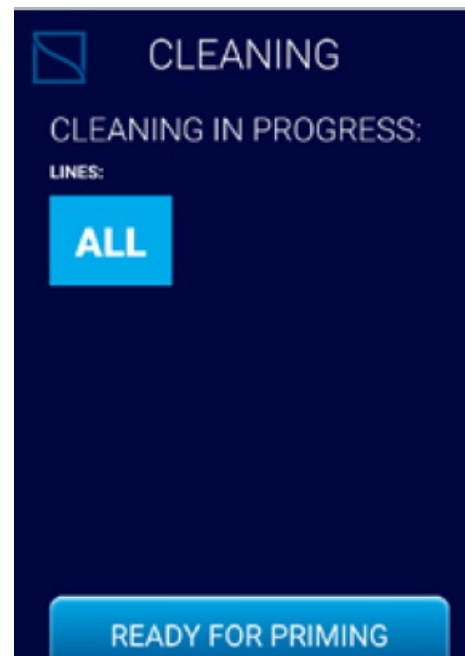 CLEANING
CLEANING IN PROGRESS:
LINES:
ALL
READY FOR PRIMING